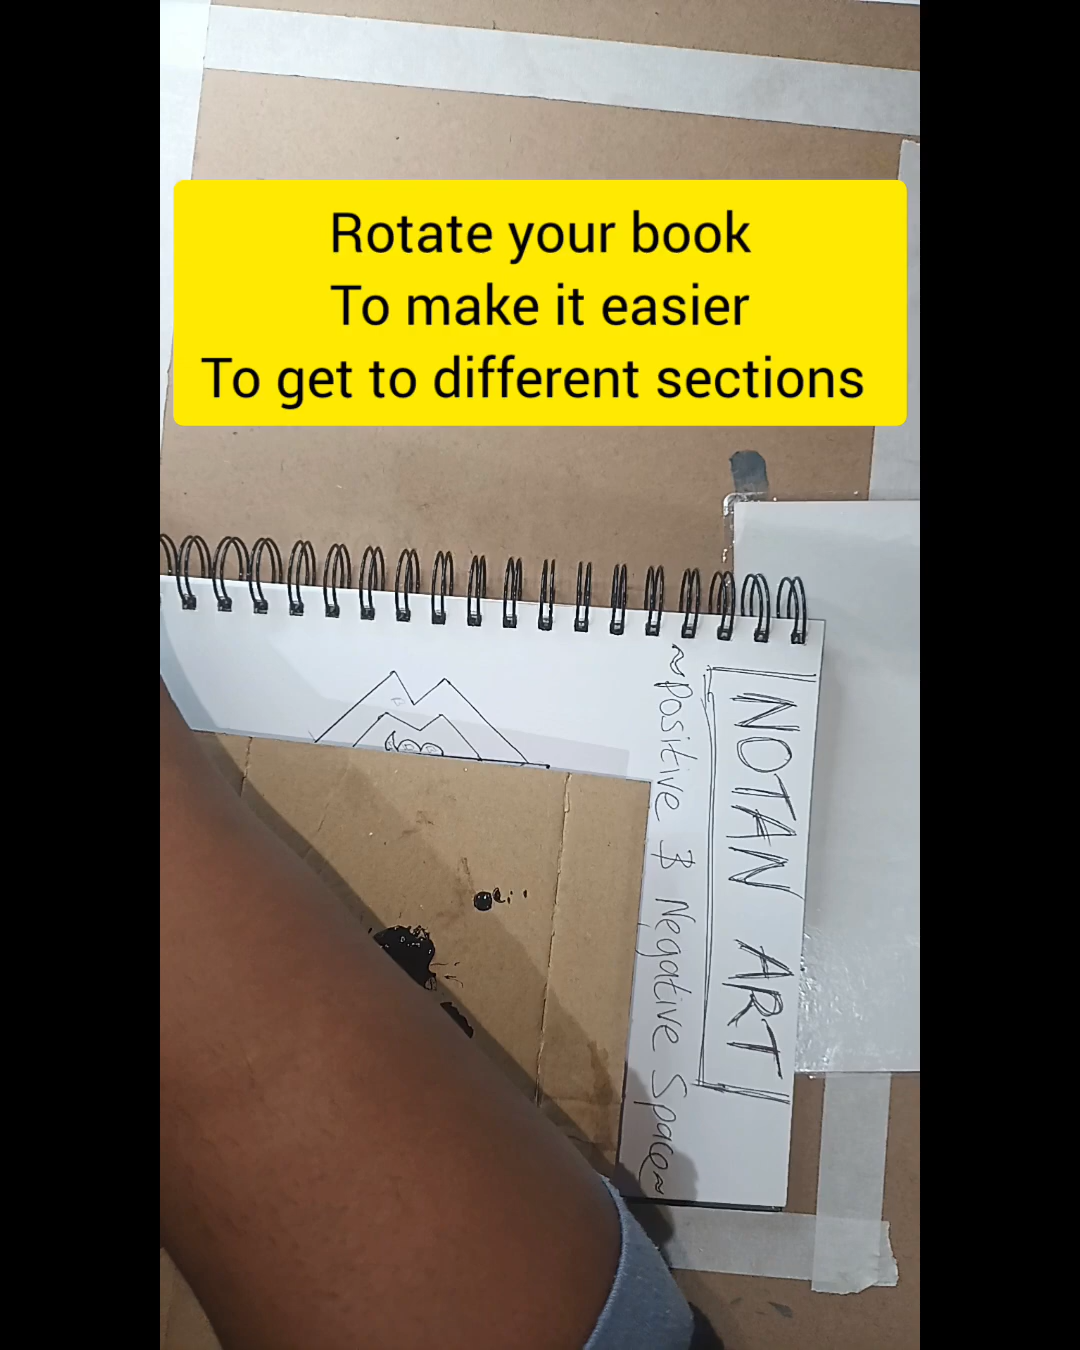 Rotate your book
To make it easier
To get to different sections
NOTAN ART
~Positive & Negative Space~